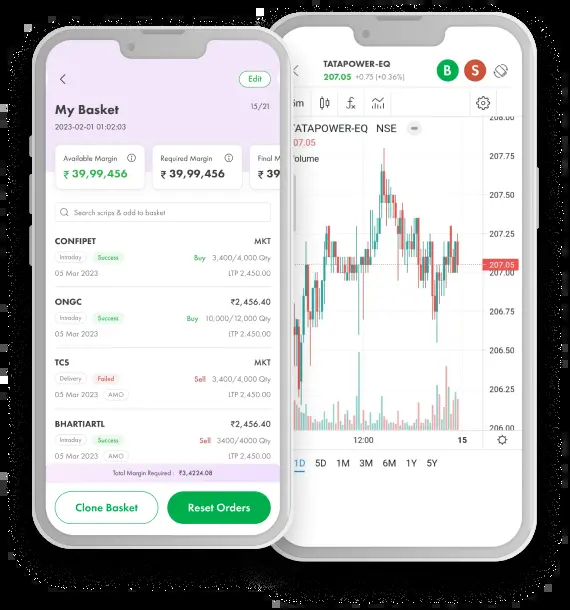 Edit
My Basket
15/21
2023-02-01 01:02:03
Available Margin
₹ 39,99,456
Required Margin
₹ 39,99,456
Final M
₹ 39
Search scrips & add to basket
CONFIPET
MKT
Intraday Success
Buy 3,400/4,000 Qty
05 Mar 2023
LTP 2,450.00
ONGC
₹2,456.40
Intraday Success
Buy 10,000/12,000 Qty
05 Mar 2023
LTP 2,450.00
TCS
MKT
Delivery Failed
Sell 3,400/4,000 Qty
05 Mar 2023 AMO
LTP 2,450.00
BHARTIARTL
₹2,456.40
Intraday Success
Sell 3400/4000 Qty
05 Mar 2023 AMO
LTP 2,450.00
Total Margin Required : ₹3,4224.08
Clone Basket
Reset Orders
TATAPOWER-EQ
207.05 +0.75 (+0.36%)
B
S
m
fx
TATAPOWER-EQ NSE
07.05
olume
208.00
207.75
207.50
207.25
207.05
207.00
206.75
206.50
206.25
206.00
12:00
15
1D 5D 1M 3M 6M 1Y 5Y